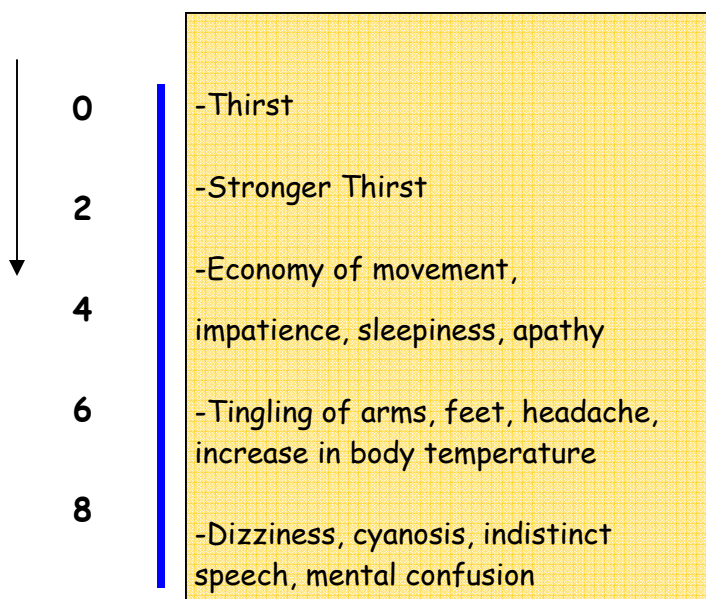 0
-Thirst
2
-Stronger Thirst
-Economy of movement,
4
impatience, sleepiness, apathy
6
-Tingling of arms, feet, headache,
increase in body temperature
8
-Dizziness, cyanosis, indistinct
speech, mental confusion